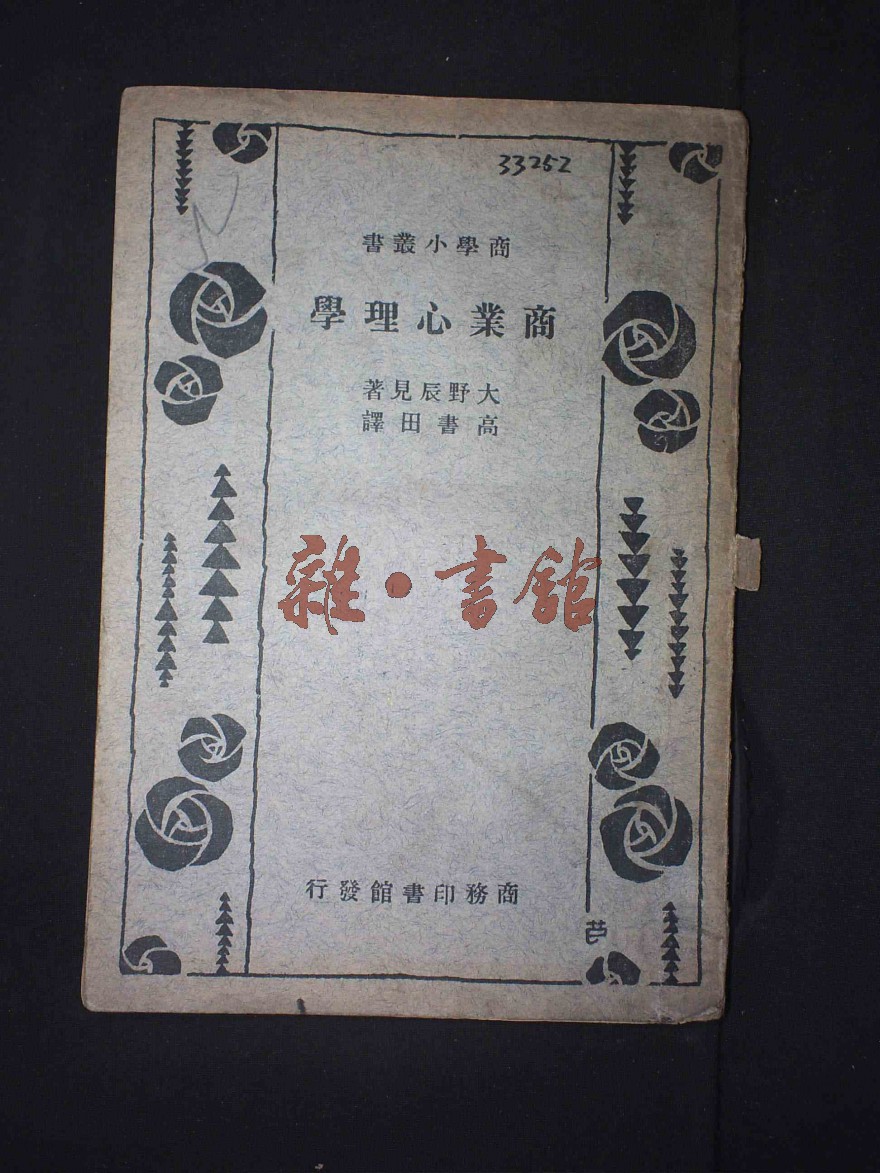 33252
商學小叢書
商業心理學
大野辰見著
高書田譯
雜·書館
商務印書館發行
芭